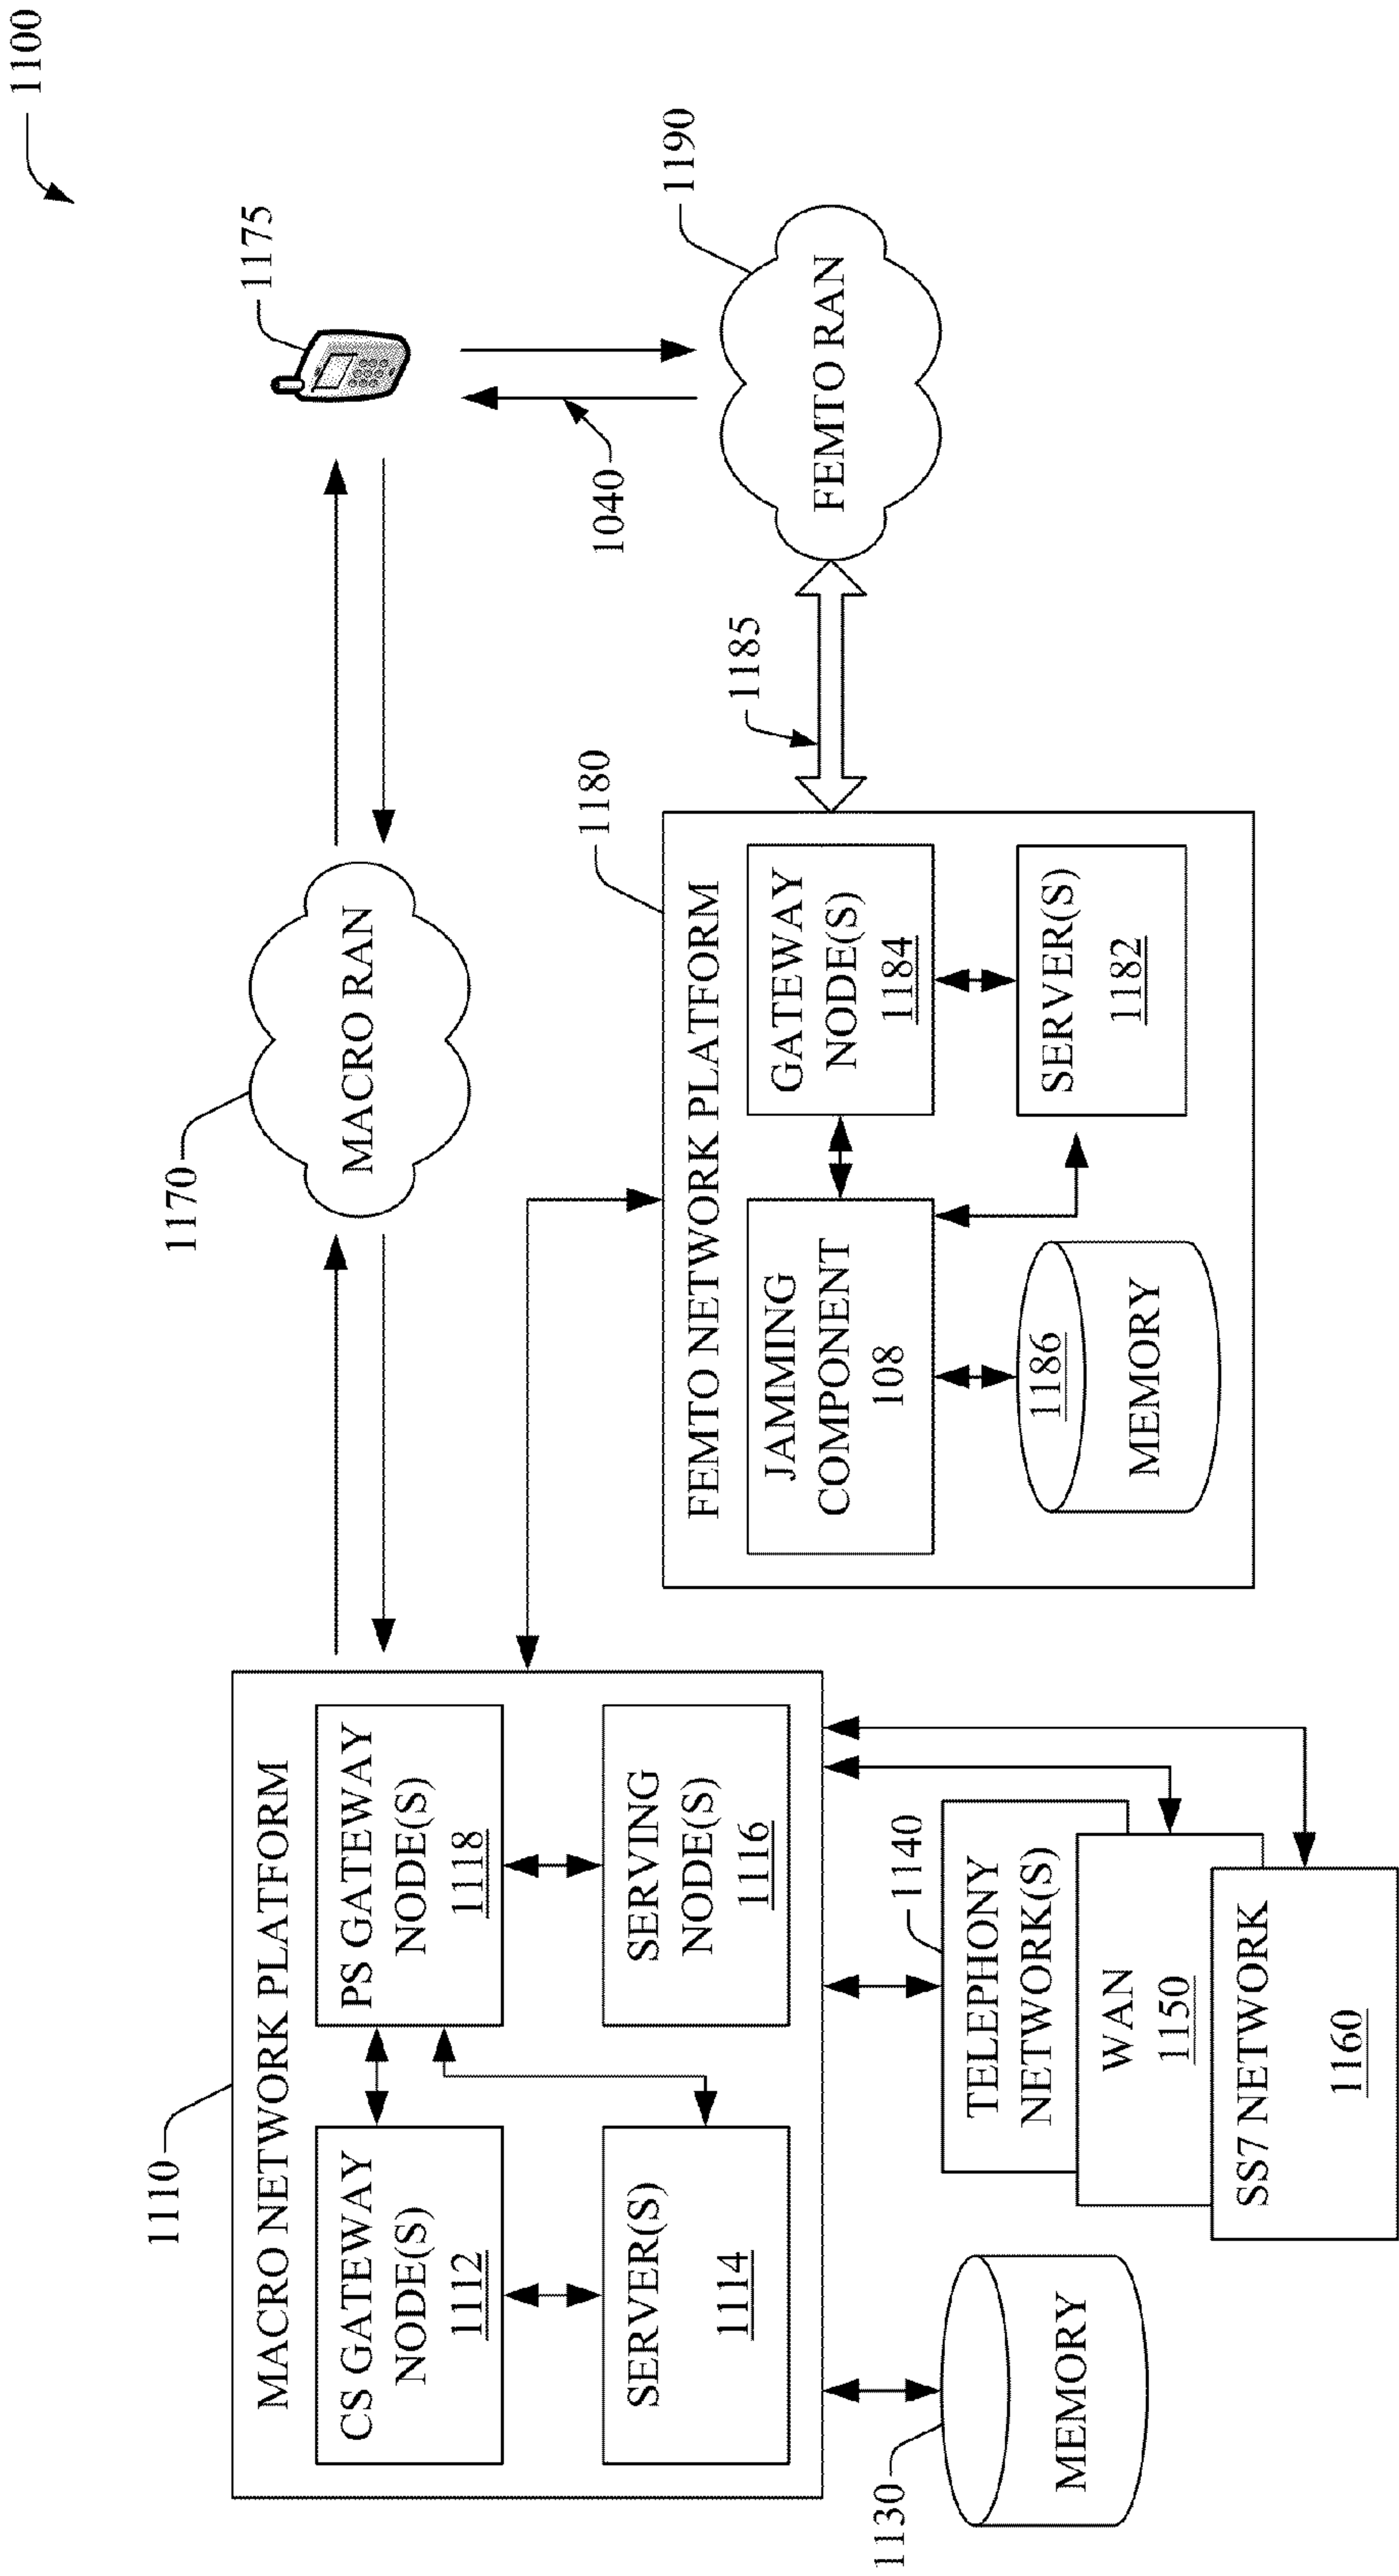 1100
1175
1170
MACRO RAN
1040
1190
FEMTO RAN
1185
1110
MACRO NETWORK PLATFORM
CS GATEWAY
NODE(S)
1112
PS GATEWAY
NODE(S)
1118
SERVER(S)
1114
SERVING
NODE(S)
1116
1180
FEMTO NETWORK PLATFORM
JAMMING
COMPONENT
108
GATEWAY
NODE(S)
1184
1186
MEMORY
SERVER(S)
1182
1130
MEMORY
1140
TELEPHONY
NETWORK(S)
WAN
1150
SS7 NETWORK
1160